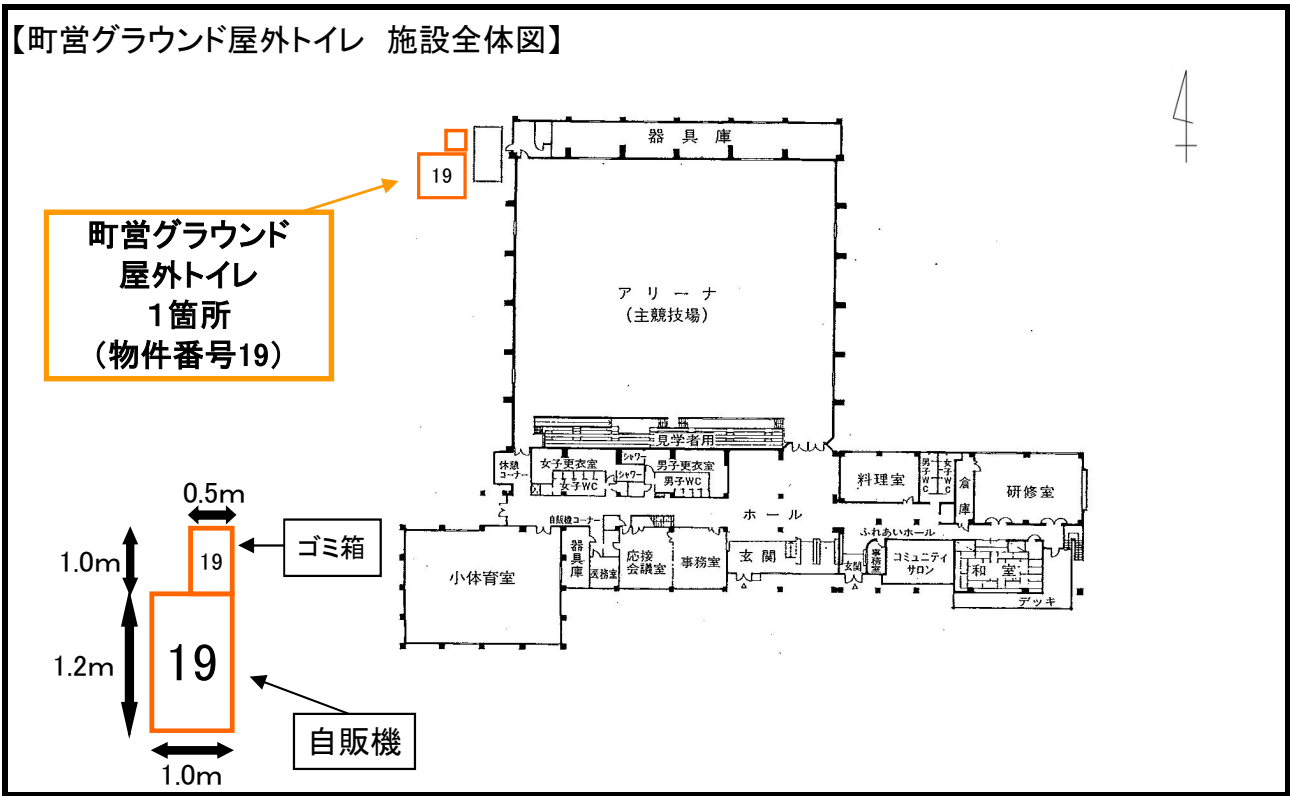 【町営グラウンド屋外トイレ 施設全体図】
器具庫
19
町営グラウンド
屋外トイレ
1箇所
(物件番号19)
アリーナ
(主競技場)
見学者用
休憩
コーナー
女子更衣室
女子WC
シャワー
シャワー
男子更衣室
男子WC
料理室
男子WC
女子WC
倉庫
研修室
ホール
自販機コーナー
ふれあいホール
小体育室
器具庫
医務室
応接
会議室
事務室
玄関
玄関
事務室
コミュニティ
サロン
和室
デッキ
0.5m
1.0m
19
ゴミ箱
1.2m
19
自販機
1.0m